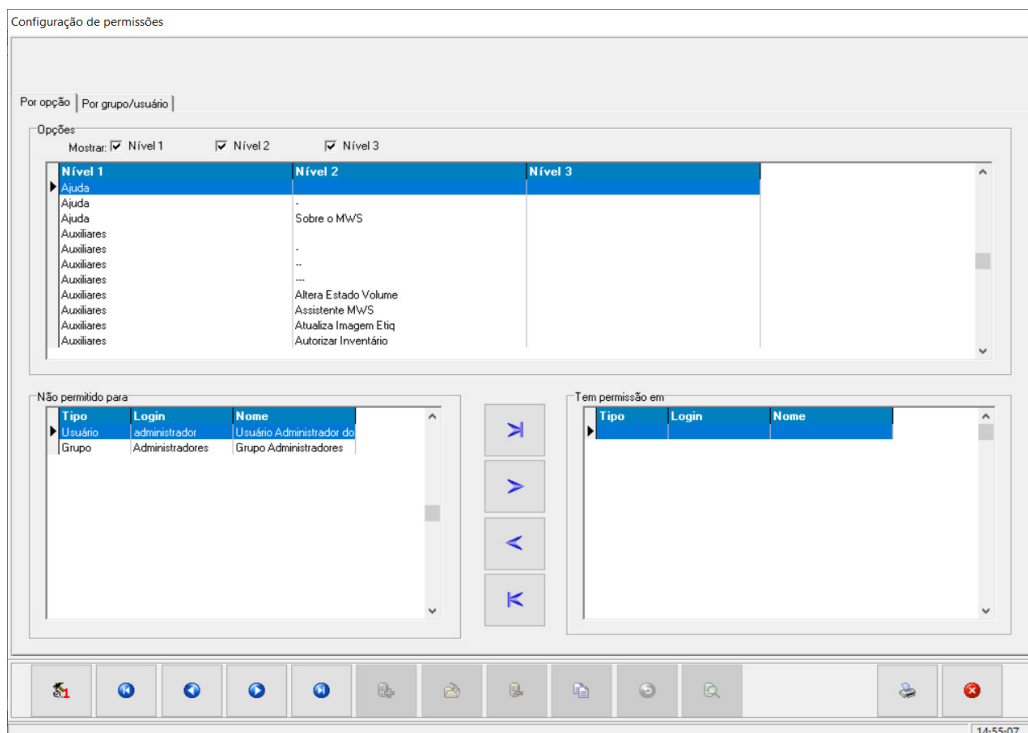 Configuração de permissões
Por opção Por grupo/usuário
Opções
Mostrar: Nível 1 Nível 2 Nível 3
Nível 1 Nível 2 Nível 3
Ajuda
Ajuda -
Ajuda Sobre o MWS
Auxiliares
Auxiliares -
Auxiliares --
Auxiliares ---
Auxiliares Altera Estado Volume
Auxiliares Assistente MWS
Auxiliares Atualiza Imagem Etiq
Auxiliares Autorizar Inventário
Não permitido para
Tipo Login Nome
Usuário administrador Usuário Administrador do
Grupo Administradores Grupo Administradores
Tem permissão em
Tipo Login Nome
1
14:55:07